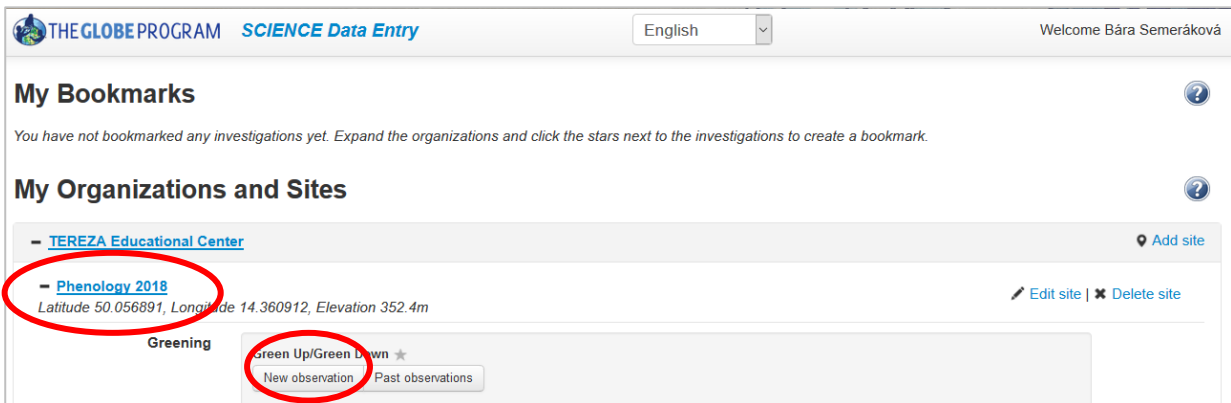 THE GLOBE PROGRAM SCIENCE Data Entry English Welcome Bára Semeráková
My Bookmarks
You have not bookmarked any investigations yet. Expand the organizations and click the stars next to the investigations to create a bookmark.
My Organizations and Sites
TEREZA Educational Center Add site
Phenology 2018
Latitude 50.056891, Longitude 14.360912, Elevation 352.4m
Edit site | Delete site
Greening
Green Up/Green Down
New observation Past observations